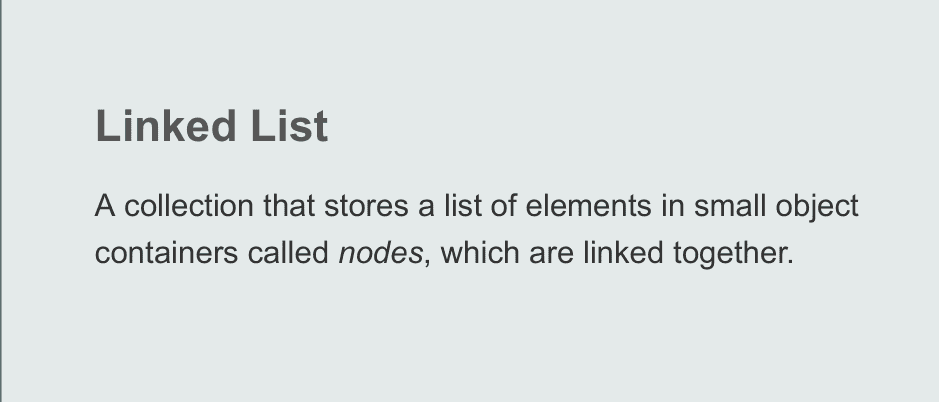 Linked List
A collection that stores a list of elements in small object
containers called nodes, which are linked together.